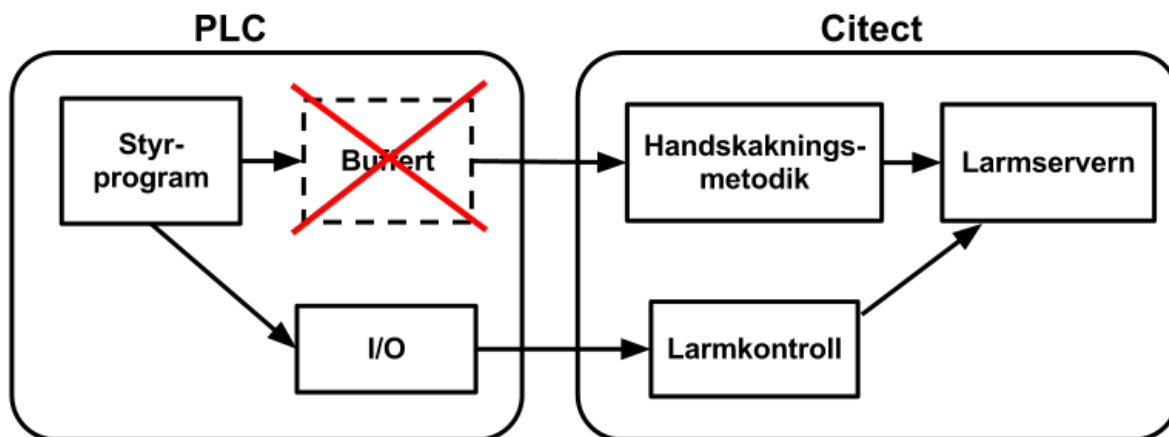 PLC
Citect
Styr-
program
Buffert
Handskaknings-
metodik
Larmservern
I/O
Larmkontroll